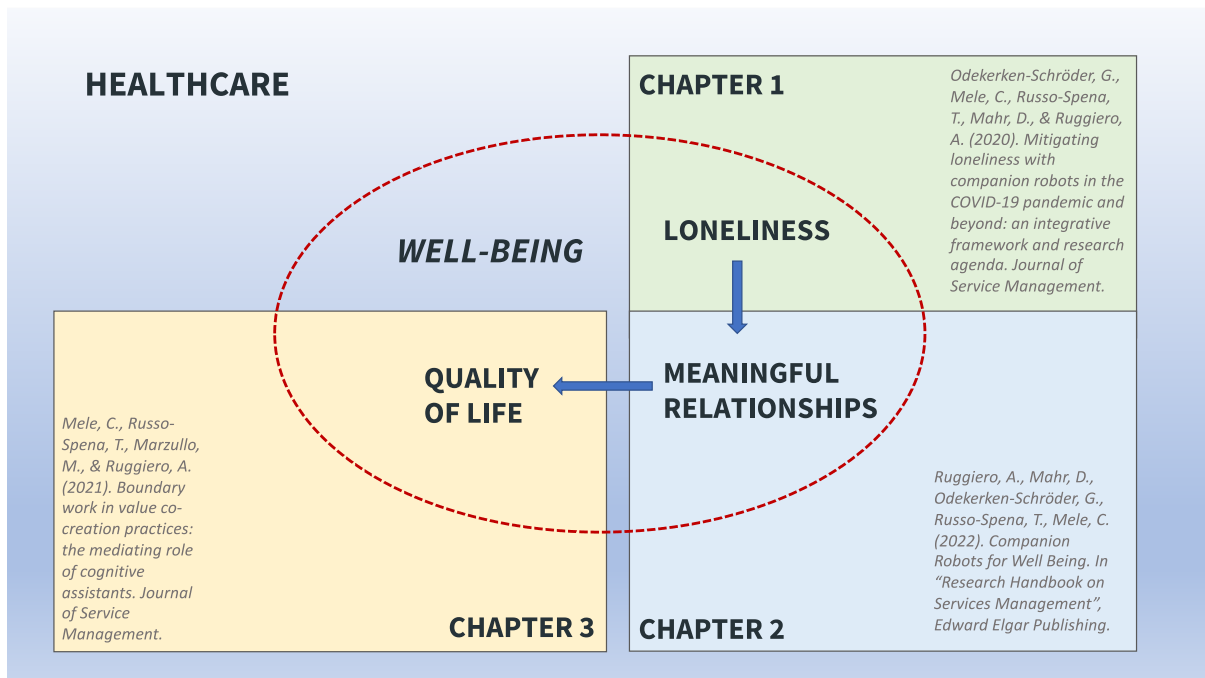 HEALTHCARE
CHAPTER 1
Odekerken-Schröder, G.,
Mele, C., Russo-Spena,
T., Mahr, D., & Ruggiero,
A. (2020). Mitigating
loneliness with
companion robots in the
COVID-19 pandemic and
beyond: an integrative
framework and research
agenda. Journal of
Service Management.
LONELINESS
WELL-BEING
MEANINGFUL
RELATIONSHIPS
QUALITY
OF LIFE
Mele, C., Russo-
Spena, T., Marzullo,
M., & Ruggiero, A.
(2021). Boundary
work in value co-
creation practices:
the mediating role
of cognitive
assistants. Journal
of Service
Management.
CHAPTER 3
Ruggiero, A., Mahr, D.,
Odekerken-Schröder, G.,
Russo-Spena, T., Mele, C.
(2022). Companion
Robots for Well Being. In
“Research Handbook on
Services Management”,
Edward Elgar Publishing.
CHAPTER 2